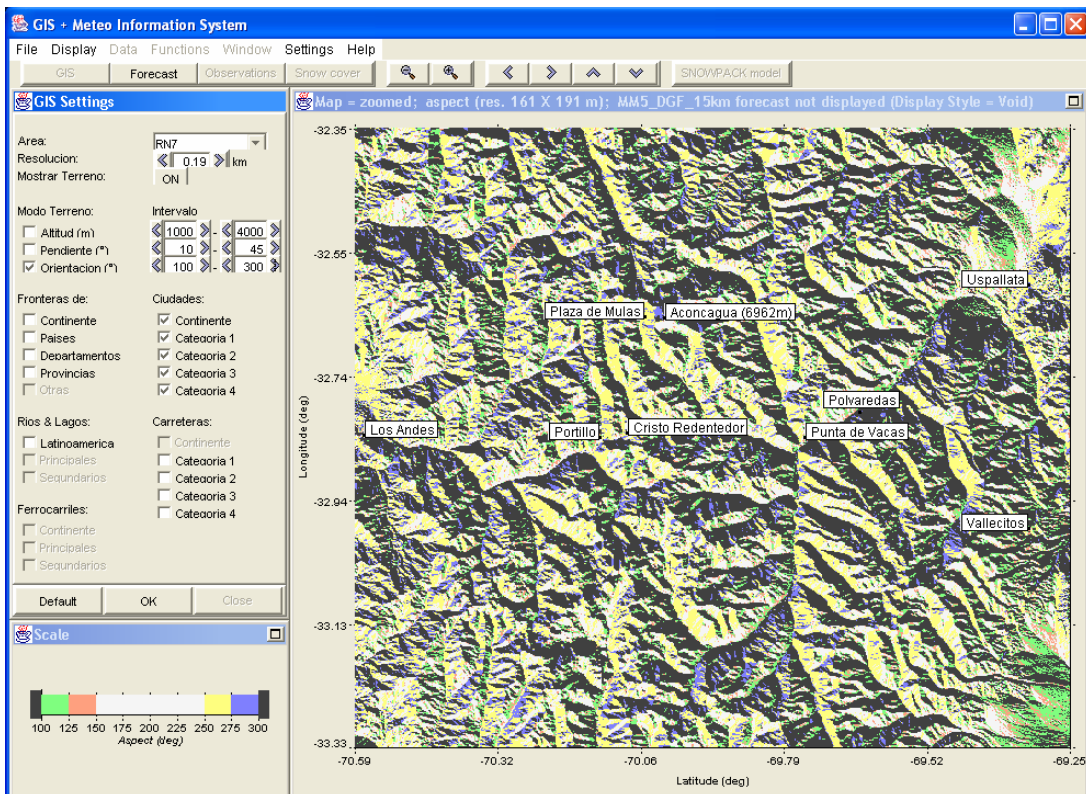 GIS + Meteo Information System
File Display Data Functions Window Settings Help
GIS Forecast Observations Snow cover SNOWPACK model
GIS Settings
Area: RN7
Resolucion: 0.19 km
Mostrar Terreno: ON
Modo Terreno: Intervalo
Altitud (m) 1000 - 4000
Pendiente (°) 10 - 45
Orientacion (°) 100 - 300
Fronteras de: Ciudades:
Continente Continente
Paises Categoria 1
Departamentos Categoria 2
Provincias Categoria 3
Otras Categoria 4
Rios & Lagos: Carreteras:
Latinoamerica Continente
Principales Categoria 1
Segundarios Categoria 2
Categoria 3
Ferrocarriles: Categoria 4
Continente
Principales
Segundarios
Default OK Close
Scale
100 125 150 175 200 225 250 275 300
Aspect (deg)
Map = zoomed; aspect (res. 161 X 191 m); MM5_DGF_15km forecast not displayed (Display Style = Void)
-32.35
-32.55
Uspallata
Plaza de Mulas Aconcagua (6962m)
-32.74
Polvaredas
Los Andes Portillo Cristo Redentedor Punta de Vacas
Longitude (deg)
-32.94
Vallecitos
-33.13
-33.33
-70.59 -70.32 -70.06 -69.79 -69.52 -69.25
Latitude (deg)